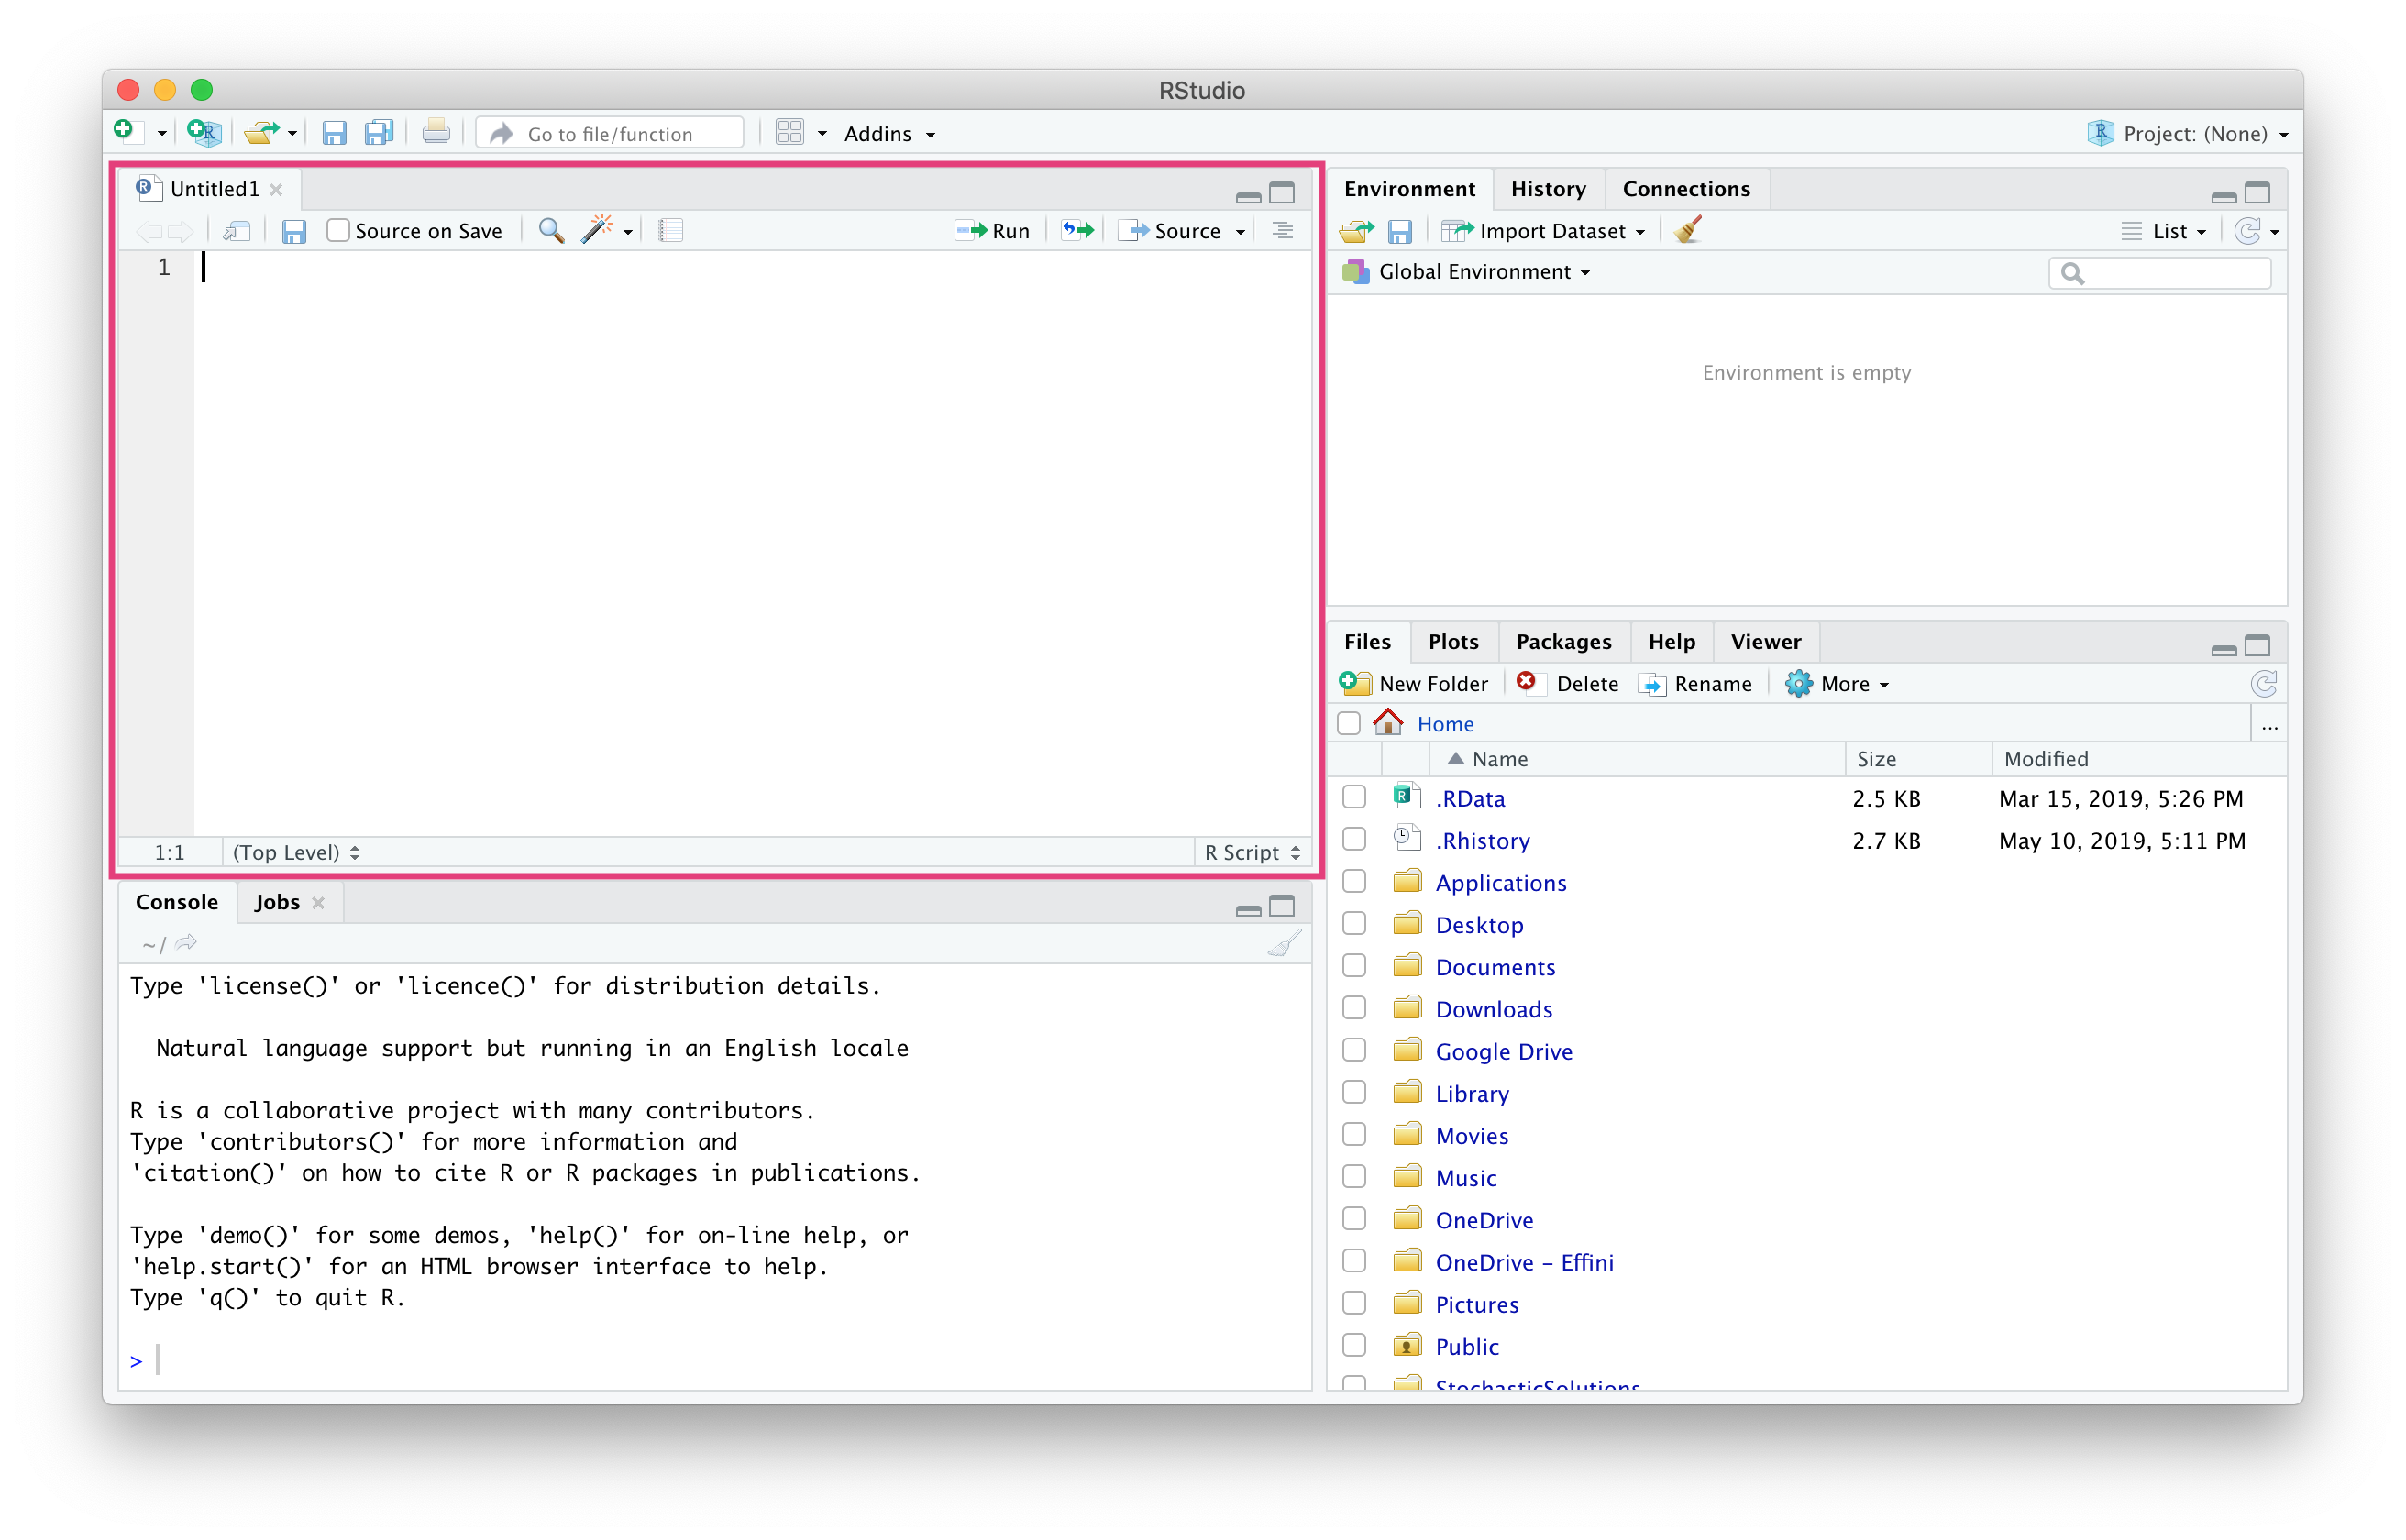 RStudio
Go to file/function
Addins
Project: (None)
Untitled1
Source on Save
Run
Source
1
1:1
(Top Level)
R Script
Console
Jobs
~/
Type 'license()' or 'licence()' for distribution details.
Natural language support but running in an English locale
R is a collaborative project with many contributors.
Type 'contributors()' for more information and
'citation()' on how to cite R or R packages in publications.
Type 'demo()' for some demos, 'help()' for on-line help, or
'help.start()' for an HTML browser interface to help.
Type 'q()' to quit R.
>
Environment
History
Connections
Import Dataset
List
Global Environment
Environment is empty
Files
Plots
Packages
Help
Viewer
New Folder
Delete
Rename
More
Home
...
Name
Size
Modified
.RData 2.5 KB Mar 15, 2019, 5:26 PM
.Rhistory 2.7 KB May 10, 2019, 5:11 PM
Applications
Desktop
Documents
Downloads
Google Drive
Library
Movies
Music
OneDrive
OneDrive – Effini
Pictures
Public
StochasticSolutions